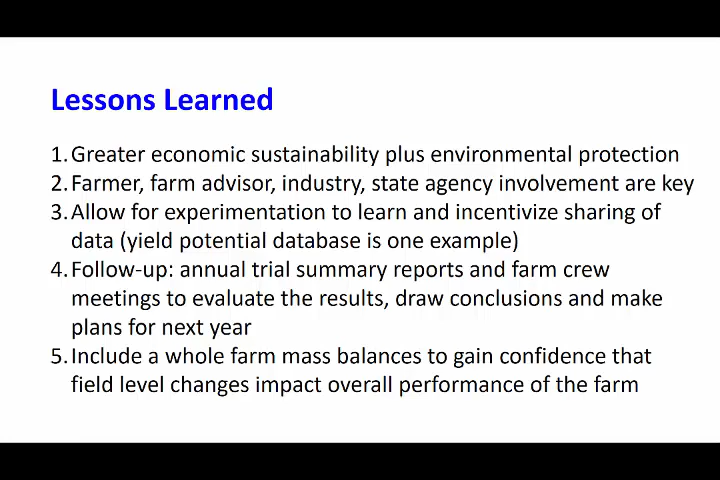 Lessons Learned
1. Greater economic sustainability plus environmental protection
2. Farmer, farm advisor, industry, state agency involvement are key
3. Allow for experimentation to learn and incentivize sharing of
data (yield potential database is one example)
4. Follow-up: annual trial summary reports and farm crew
meetings to evaluate the results, draw conclusions and make
plans for next year
5. Include a whole farm mass balances to gain confidence that
field level changes impact overall performance of the farm